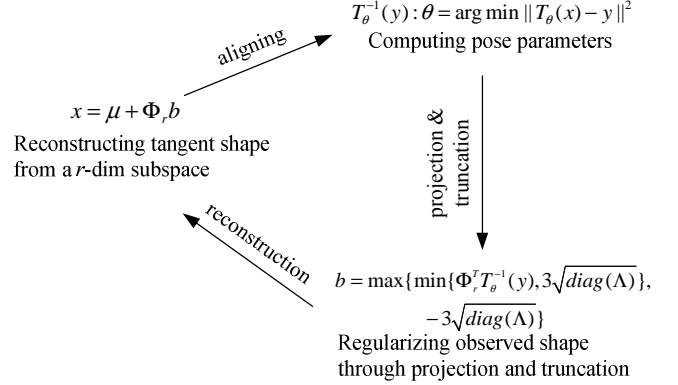 T_θ^{-1}(y) : θ = arg min || T_θ(x) − y ||^2
Computing pose parameters
aligning
x = μ + Φ_r b
Reconstructing tangent shape
from a r-dim subspace
projection &
truncation
reconstruction
b = max{min{Φ_r^T T_θ^{-1}(y), 3√diag(Λ)},
−3√diag(Λ)}
Regularizing observed shape
through projection and truncation